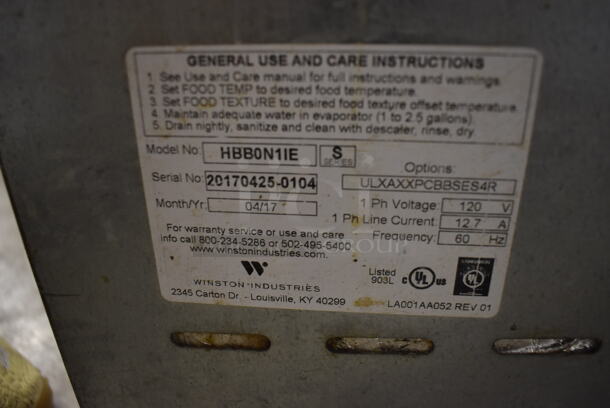 GENERAL USE AND CARE INSTRUCTIONS
1. See Use and Care manual for full instructions and warnings.
2. Set FOOD TEMP to desired food temperature.
3. Set FOOD TEXTURE to desired food texture offset temperature.
4. Maintain adequate water in evaporator (1 to 2.5 gallons).
5. Drain nightly, sanitize and clean with descaler, rinse, dry.
Model No: HBB0N1IE S SERIES
Options:
Serial No: 20170425-0104 ULXAXXPCBBSES4R
Month/Yr: 04/17 1 Ph Voltage: 120 V
1 Ph Line Current: 12.7 A
For warranty service or use and care Frequency: 60 Hz
info call 800-234-5286 or 502-495-5400
www.winstonindustries.com
WINSTON INDUSTRIES
Listed
903L
C UL US
UL
2345 Carton Dr. - Louisville, KY 40299
LA001AA052 REV 01